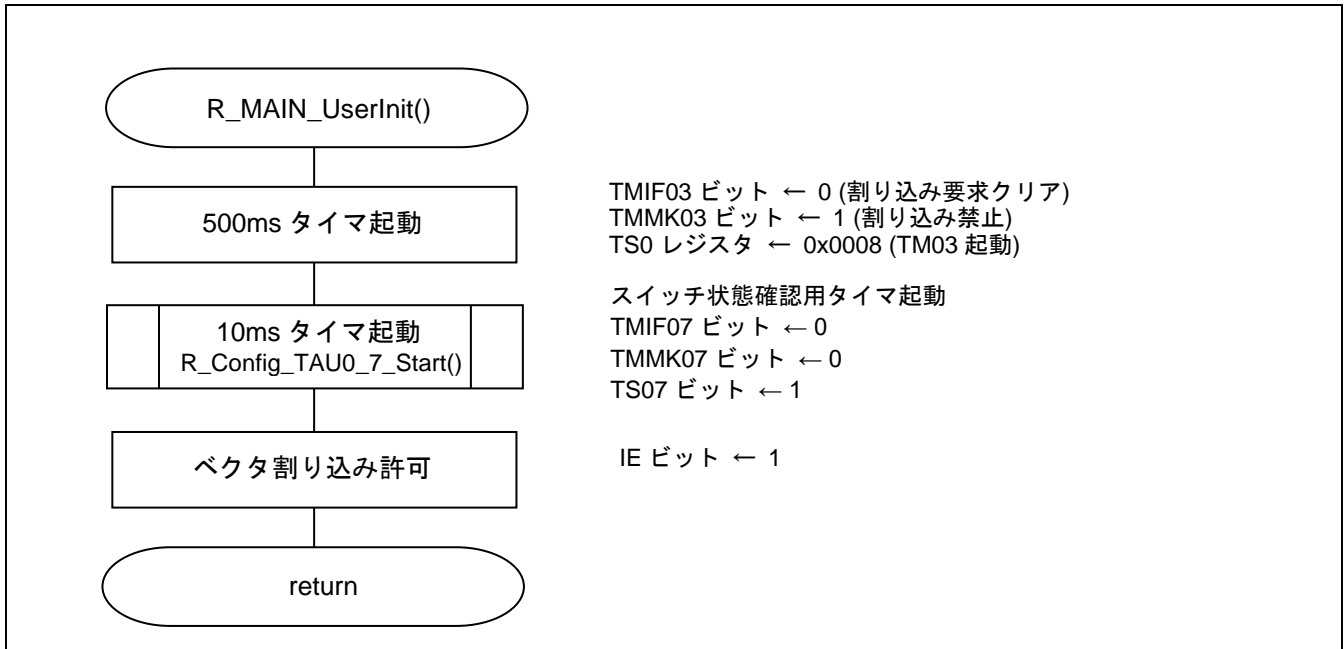 R_MAIN_UserInit()
500ms タイマ起動
TMIF03 ビット ← 0 (割り込み要求クリア)
TMMK03 ビット ← 1 (割り込み禁止)
TS0 レジスタ ← 0x0008 (TM03 起動)
10ms タイマ起動
R_Config_TAU0_7_Start()
スイッチ状態確認用タイマ起動
TMIF07 ビット ← 0
TMMK07 ビット ← 0
TS07 ビット ← 1
ベクタ割り込み許可
IE ビット ← 1
return